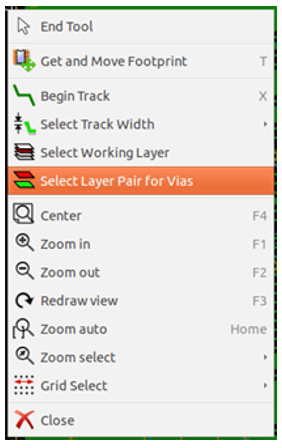 End Tool
Get and Move Footprint T
Begin Track X
Select Track Width
Select Working Layer
Select Layer Pair for Vias
Center F4
Zoom in F1
Zoom out F2
Redraw view F3
Zoom auto Home
Zoom select
Grid Select
Close